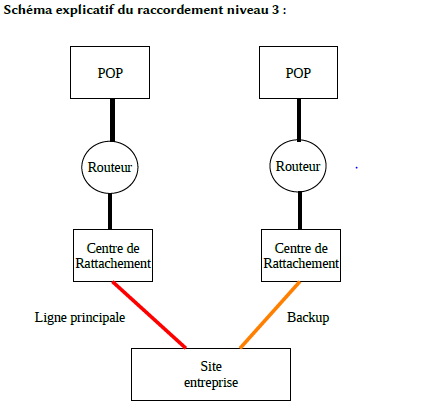 Schéma explicatif du raccordement niveau 3 :
POP
POP
Routeur
Routeur
Centre de
Rattachement
Centre de
Rattachement
Ligne principale
Backup
Site
entreprise